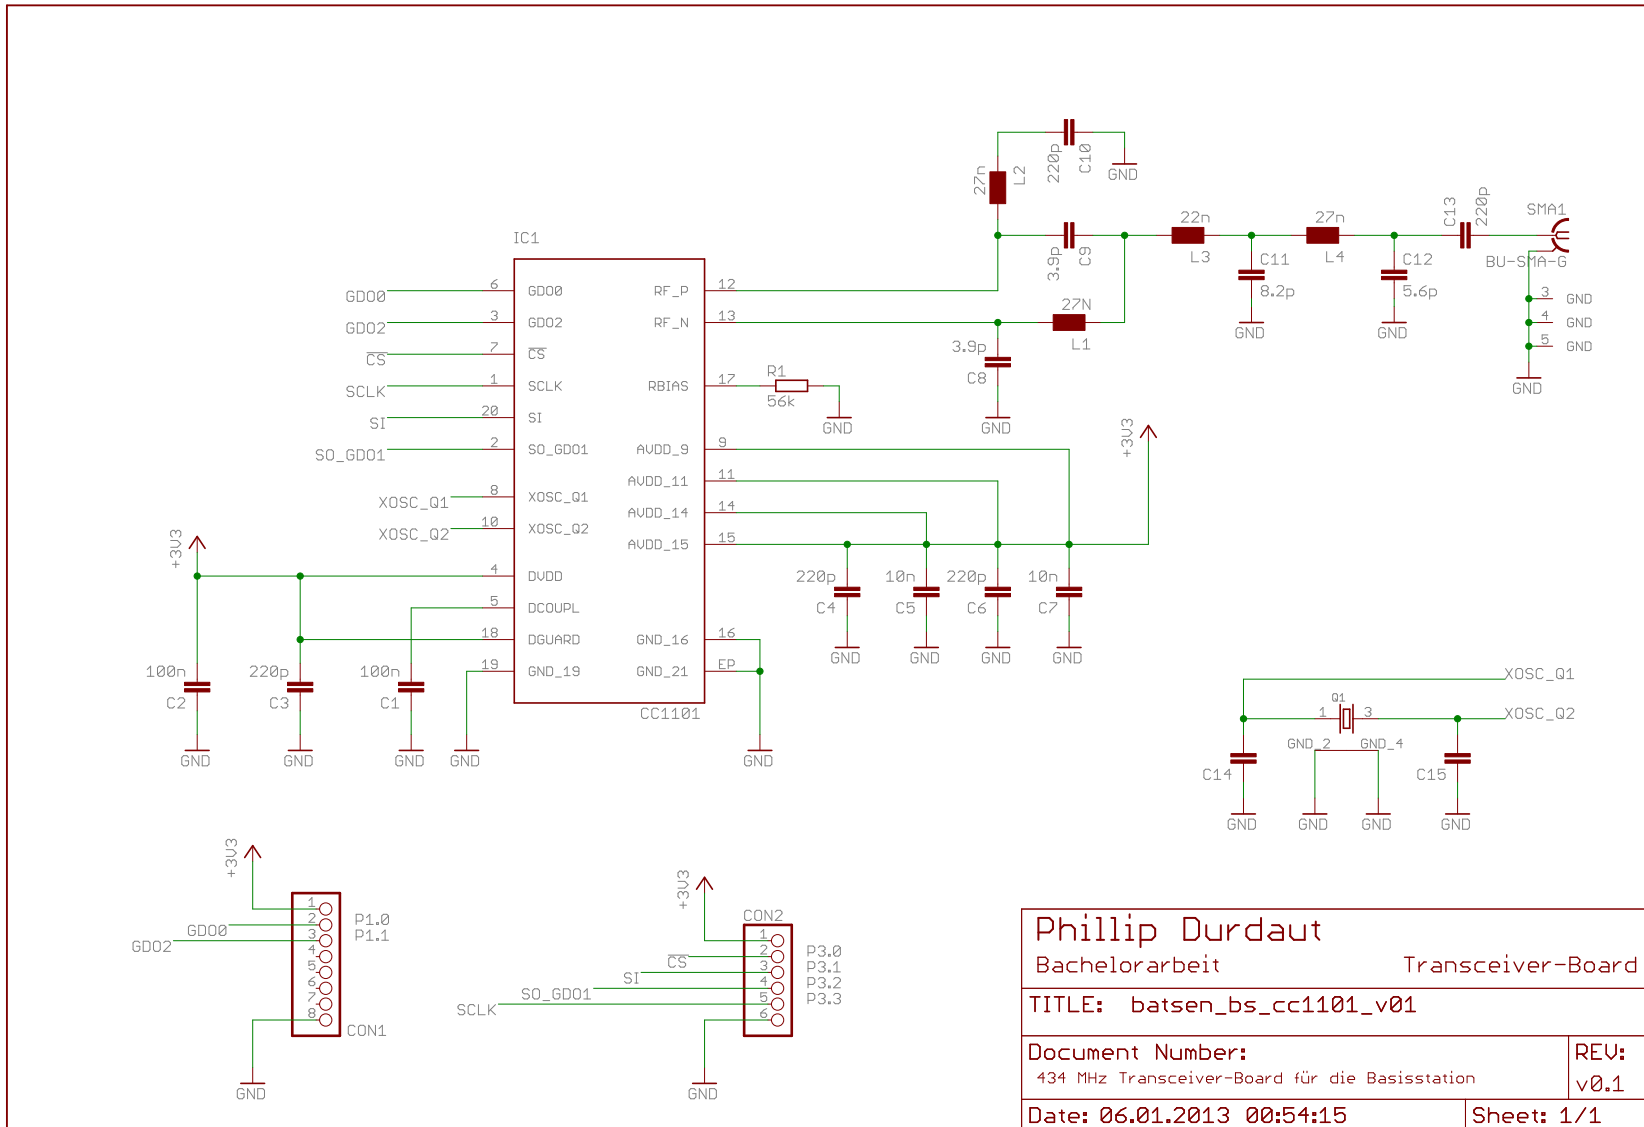 220p
C10
GND
27n
L2
C13
220p
SMA1
BU-SMA-G
3.9p
C9
22n
L3
27n
L4
C11
8.2p
GND
C12
5.6p
GND
3 GND
4 GND
5 GND
GND
IC1
GDO0 6 GDO0 RF_P 12
GDO2 3 GDO2 RF_N 13
27N
L1
3.9p
C8
GND
CS 7 CS
SCLK 1 SCLK RBIAS 17
R1
56k
GND
SI 20 SI
SO_GDO1 2 SO_GDO1 AVDD_9 9
+3V3
XOSC_Q1 8 XOSC_Q1 AVDD_11 11
XOSC_Q2 10 XOSC_Q2 AVDD_14 14
AVDD_15 15
+3V3
4 DVDD
5 DCOUPL
18 DGUARD GND_16 16
19 GND_19 GND_21 EP
CC1101
220p
C4
GND
10n
C5
GND
220p
C6
GND
10n
C7
GND
100n
C2
GND
220p
C3
GND
100n
C1
GND
GND
GND
XOSC_Q1
XOSC_Q2
Q1
1 3
GND_2 GND_4
C14
C15
GND GND GND GND
+3V3
1
2
3
4
5
6
7
8
GDO0
GDO2
P1.0
P1.1
CON1
GND
+3V3
CON2
1
2
3
4
5
6
CS
SI
SO_GDO1
SCLK
P3.0
P3.1
P3.2
P3.3
GND
Phillip Durdaut
Bachelorarbeit Transceiver-Board
TITLE: batsen_bs_cc1101_v01
Document Number:
434 MHz Transceiver-Board für die Basisstation
REV:
v0.1
Date: 06.01.2013 00:54:15
Sheet: 1/1